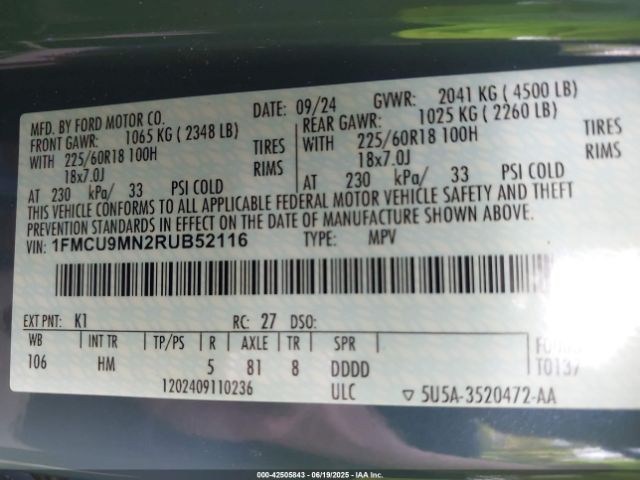 MFD. BY FORD MOTOR CO. DATE: 09/24 GVWR: 2041 KG ( 4500 LB)
FRONT GAWR: 1065 KG ( 2348 LB) REAR GAWR: 1025 KG ( 2260 LB)
WITH 225/60R18 100H TIRES WITH 225/60R18 100H TIRES
18x7.0J RIMS 18x7.0J RIMS
AT 230 kPa/ 33 PSI COLD AT 230 kPa/ 33 PSI COLD
THIS VEHICLE CONFORMS TO ALL APPLICABLE FEDERAL MOTOR VEHICLE SAFETY AND THEFT
PREVENTION STANDARDS IN EFFECT ON THE DATE OF MANUFACTURE SHOWN ABOVE.
VIN: 1FMCU9MN2RUB52116 TYPE: MPV
EXT PNT: K1 RC: 27 DSO:
WB INT TR TP/PS R AXLE TR SPR
106 HM 5 81 8 DDDD T0137
1202409110236 ULC ▽ 5U5A-3520472-AA
000-42505843 - 06/19/2025 - IAA Inc.